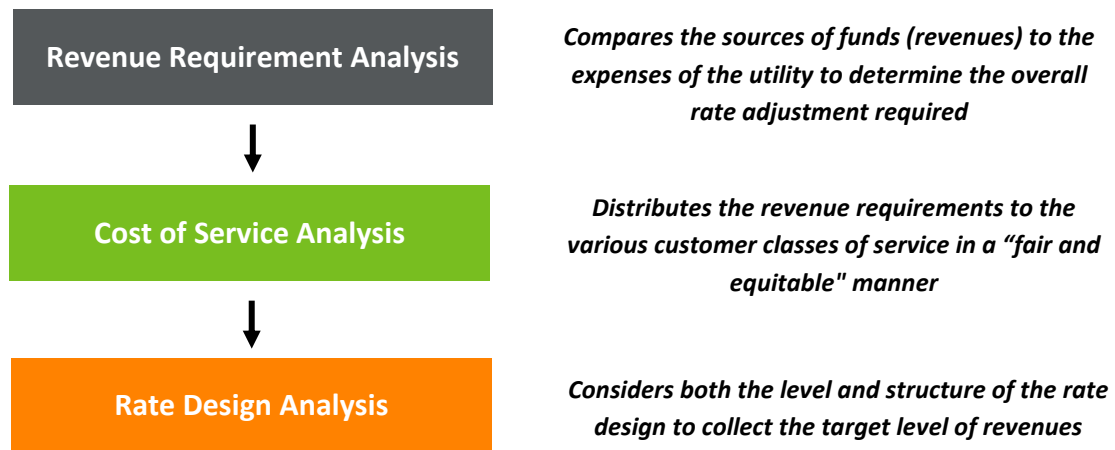 Revenue Requirement Analysis
Compares the sources of funds (revenues) to the
expenses of the utility to determine the overall
rate adjustment required
Cost of Service Analysis
Distributes the revenue requirements to the
various customer classes of service in a “fair and
equitable" manner
Rate Design Analysis
Considers both the level and structure of the rate
design to collect the target level of revenues